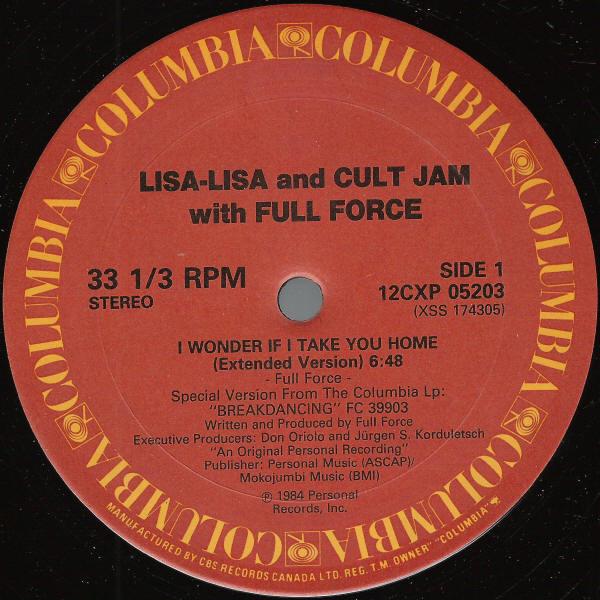 COLUMBIA COLUMBIA COLUMBIA COLUMBIA COLUMBIA COLUMBIA COLUMBIA COLUMBIA
LISA-LISA and CULT JAM
with FULL FORCE
33 1/3 RPM
STEREO
SIDE 1
12CXP 05203
(XSS 174305)
I WONDER IF I TAKE YOU HOME
(Extended Version) 6:48
- Full Force -
Special Version From The Columbia Lp:
"BREAKDANCING" FC 39903
Written and Produced by Full Force
Executive Producers: Don Oriolo and Jürgen S. Korduletsch
"An Original Personal Recording"
Publisher: Personal Music (ASCAP)/
Mokojumbi Music (BMI)
℗ 1984 Personal
Records, Inc.
MANUFACTURED BY CBS RECORDS CANADA LTD. REG. T.M. OWNER "COLUMBIA"